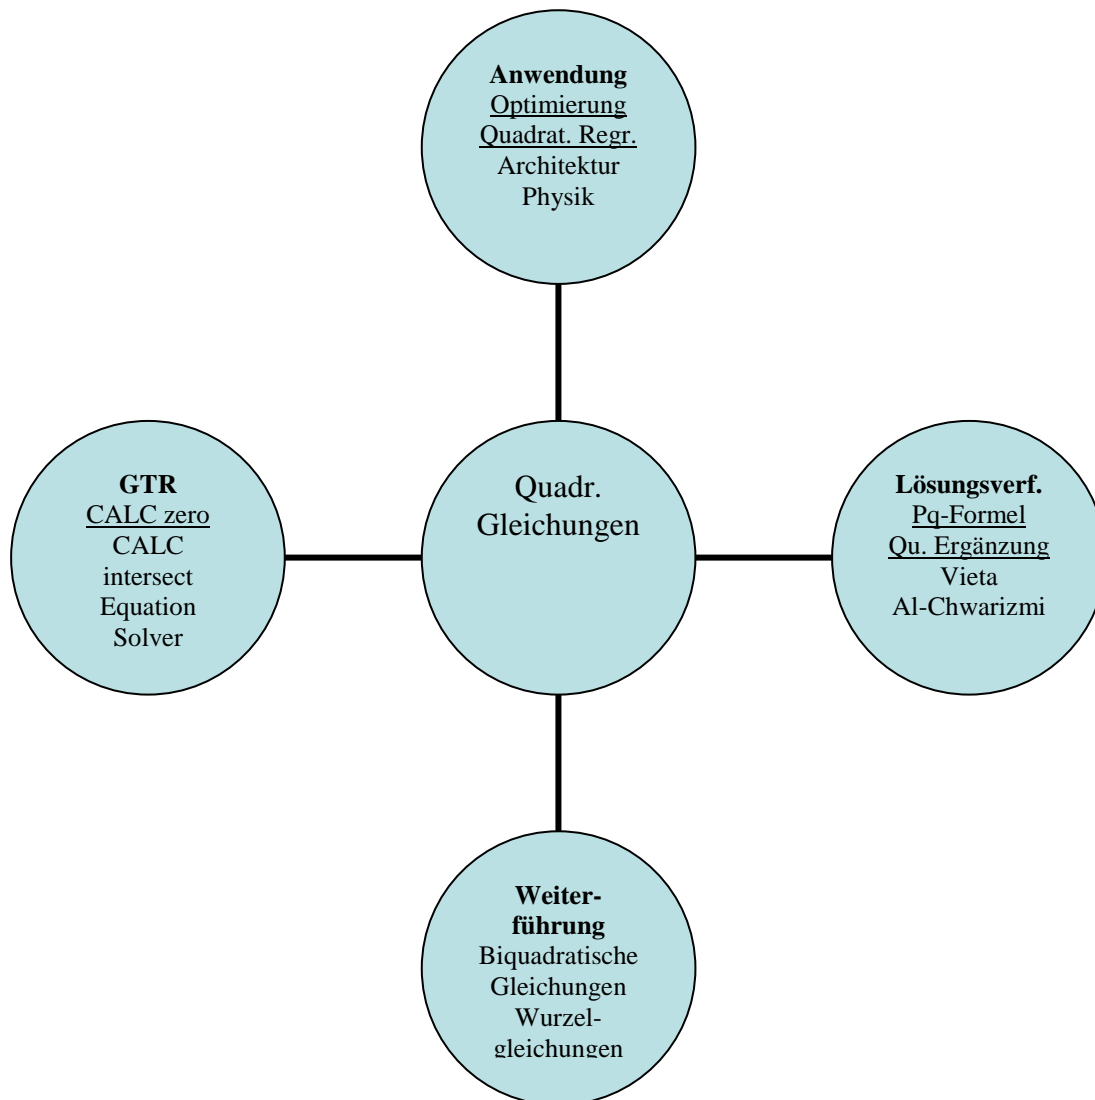 Anwendung
Optimierung
Quadrat. Regr.
Architektur
Physik
GTR
CALC zero
CALC
intersect
Equation
Solver
Quadr.
Gleichungen
Lösungsverf.
Pq-Formel
Qu. Ergänzung
Vieta
Al-Chwarizmi
Weiter-
führung
Biquadratische
Gleichungen
Wurzel-
gleichungen